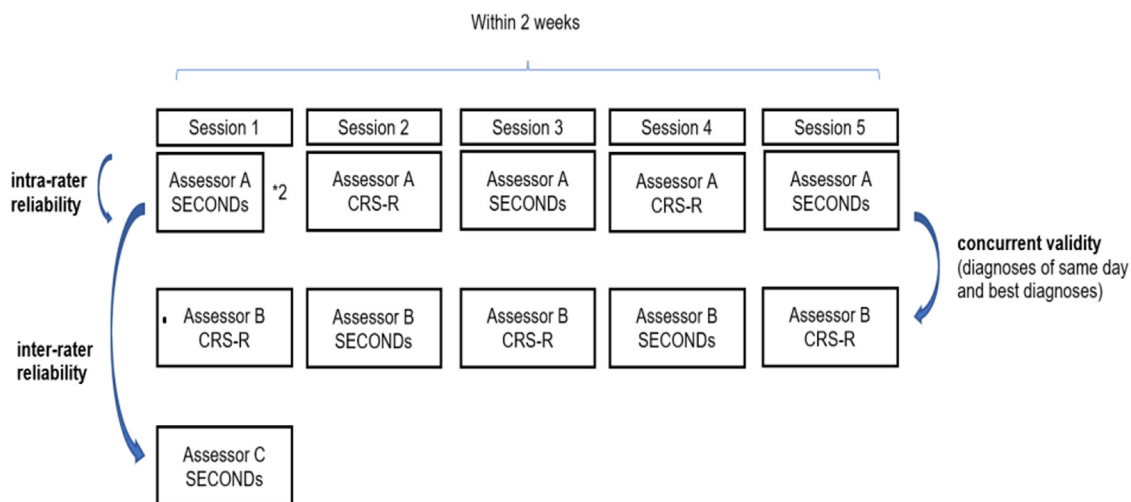 Within 2 weeks
Session 1
Session 2
Session 3
Session 4
Session 5
intra-rater
reliability
Assessor A
SECONDs
*2
Assessor A
CRS-R
Assessor A
SECONDs
Assessor A
CRS-R
Assessor A
SECONDs
concurrent validity
(diagnoses of same day
and best diagnoses)
inter-rater
reliability
Assessor B
CRS-R
Assessor B
SECONDs
Assessor B
CRS-R
Assessor B
SECONDs
Assessor B
CRS-R
Assessor C
SECONDs